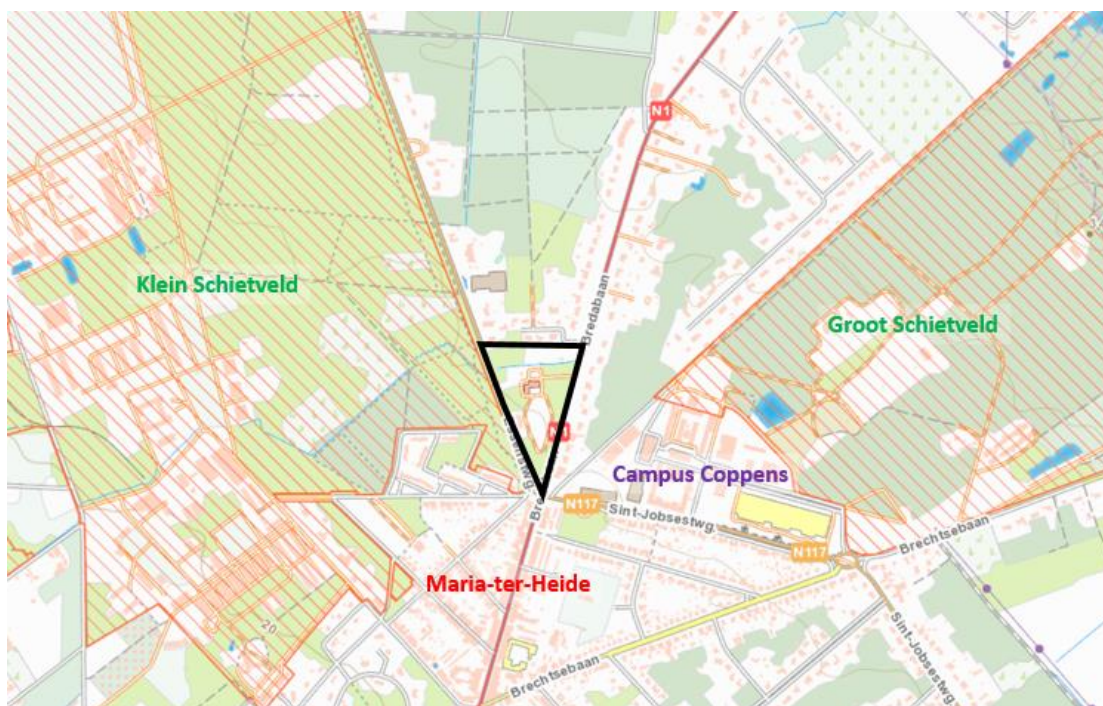 N1
Klein Schietveld
Bredabaan
Groot Schietveld
Campus Coppens
N117
Sint-Jobsestwg.
N117
Brechtsebaan
Maria-ter-Heide
20
Brechtsebaan
Sint-Jobsestwg.